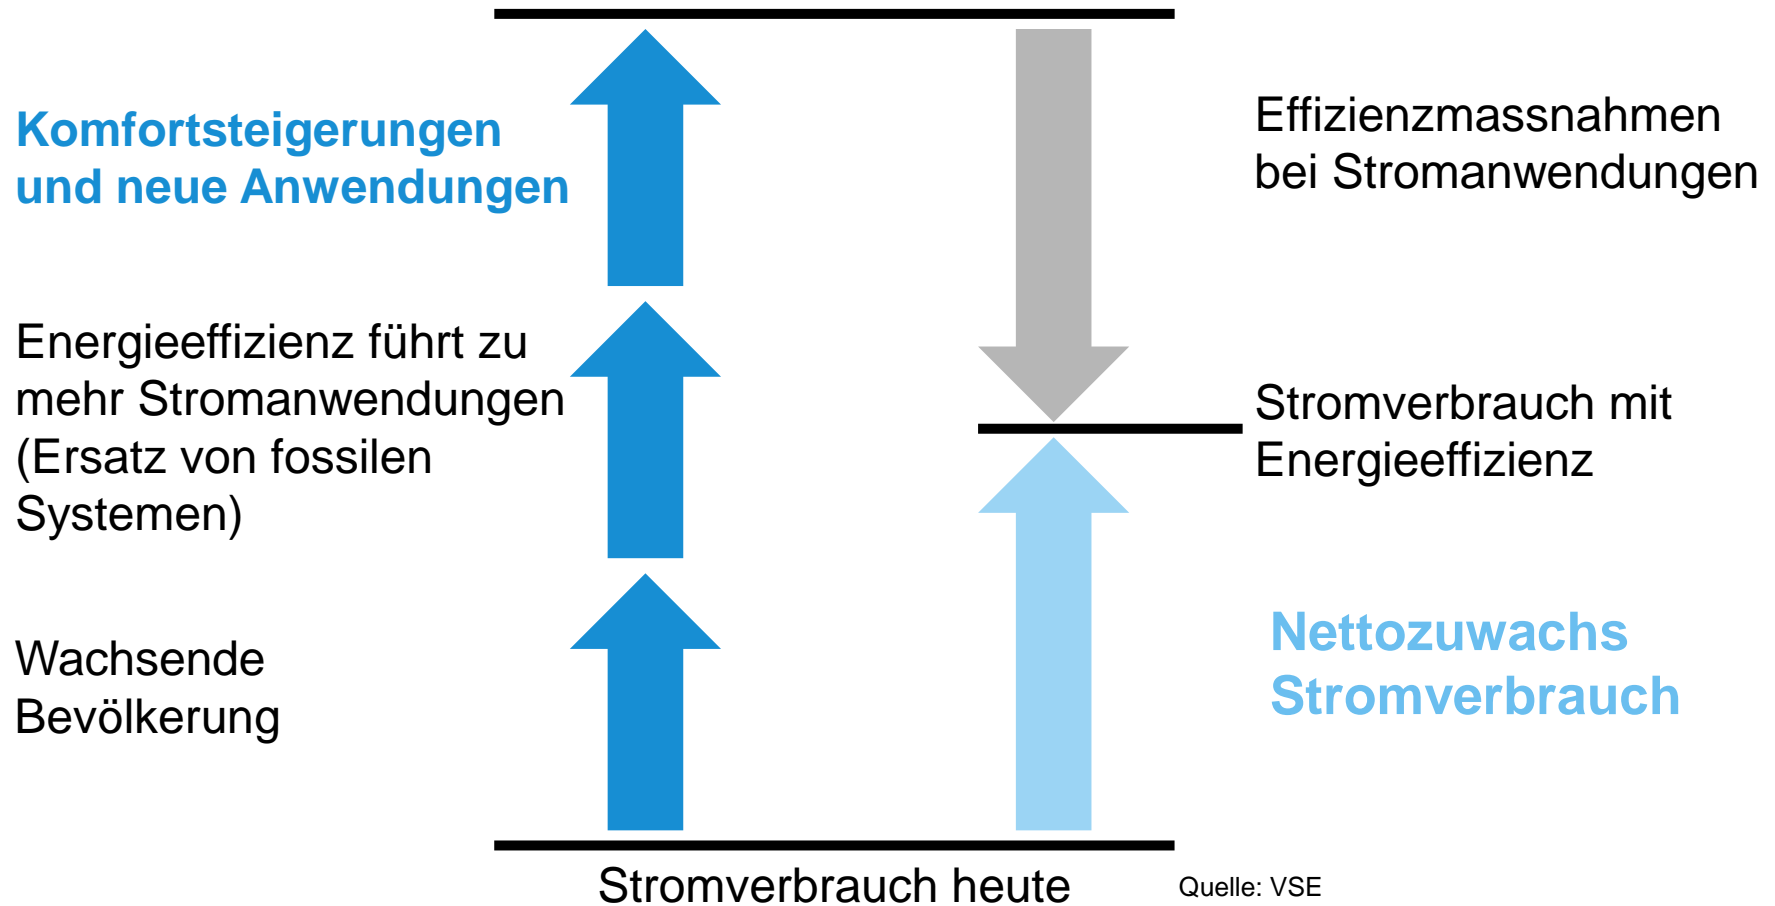 Komfortsteigerungen
und neue Anwendungen
Energieeffizienz führt zu
mehr Stromanwendungen
(Ersatz von fossilen
Systemen)
Wachsende
Bevölkerung
Effizienzmassnahmen
bei Stromanwendungen
Stromverbrauch mit
Energieeffizienz
Nettozuwachs
Stromverbrauch
Stromverbrauch heute
Quelle: VSE